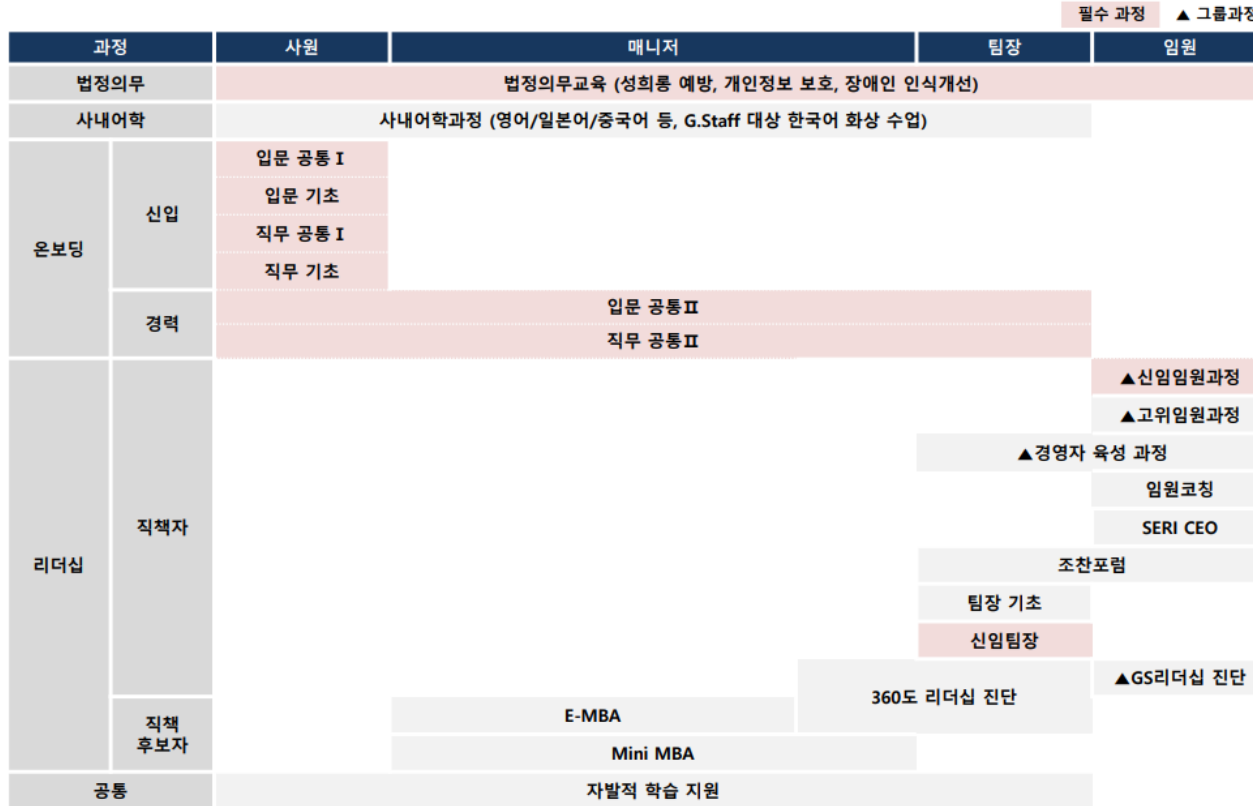 필수 과정 ▲ 그룹과정
과정 사원 매니저 팀장 임원
법정의무 법정의무교육 (성희롱 예방, 개인정보 보호, 장애인 인식개선)
사내어학 사내어학과정 (영어/일본어/중국어 등, G.Staff 대상 한국어 화상 수업)
온보딩
신입
입문 공통Ⅰ
입문 기초
직무 공통Ⅰ
직무 기초
경력
입문 공통Ⅱ
직무 공통Ⅱ
리더십
직책자
▲신임임원과정
▲고위임원과정
▲경영자 육성 과정
임원코칭
SERI CEO
조찬포럼
팀장 기초
신임팀장
360도 리더십 진단
▲GS리더십 진단
직책
후보자
E-MBA
Mini MBA
공통 자발적 학습 지원